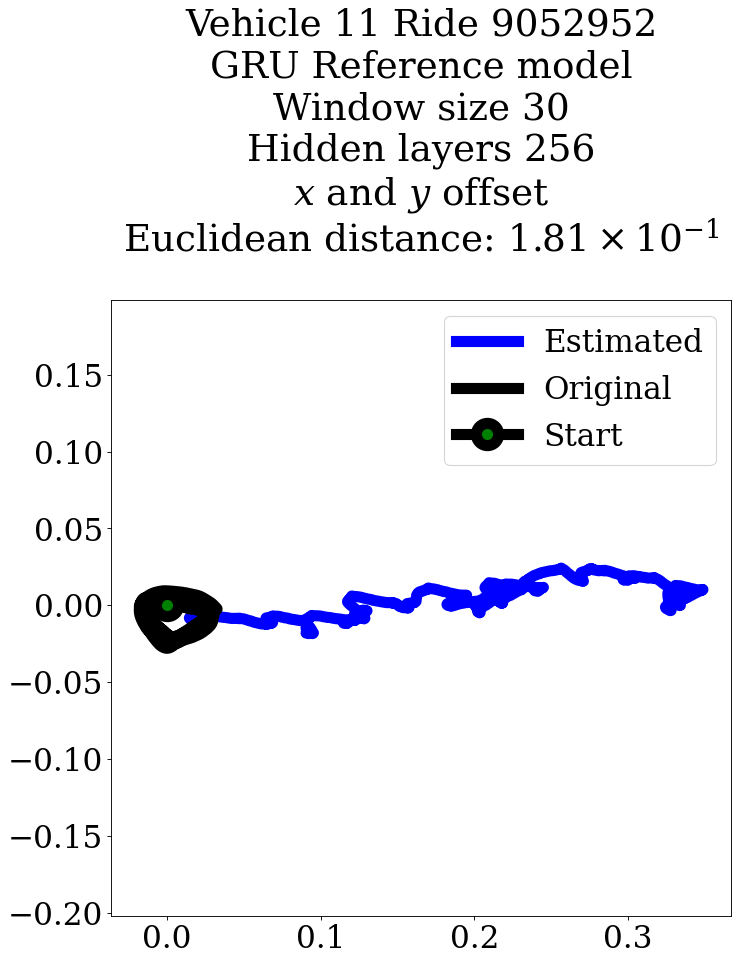 Vehicle 11 Ride 9052952
GRU Reference model
Window size 30
Hidden layers 256
x and y offset
Euclidean distance: 1.81 × 10⁻¹
Estimated
Original
Start
0.15
0.10
0.05
0.00
−0.05
−0.10
−0.15
−0.20
0.0 0.1 0.2 0.3